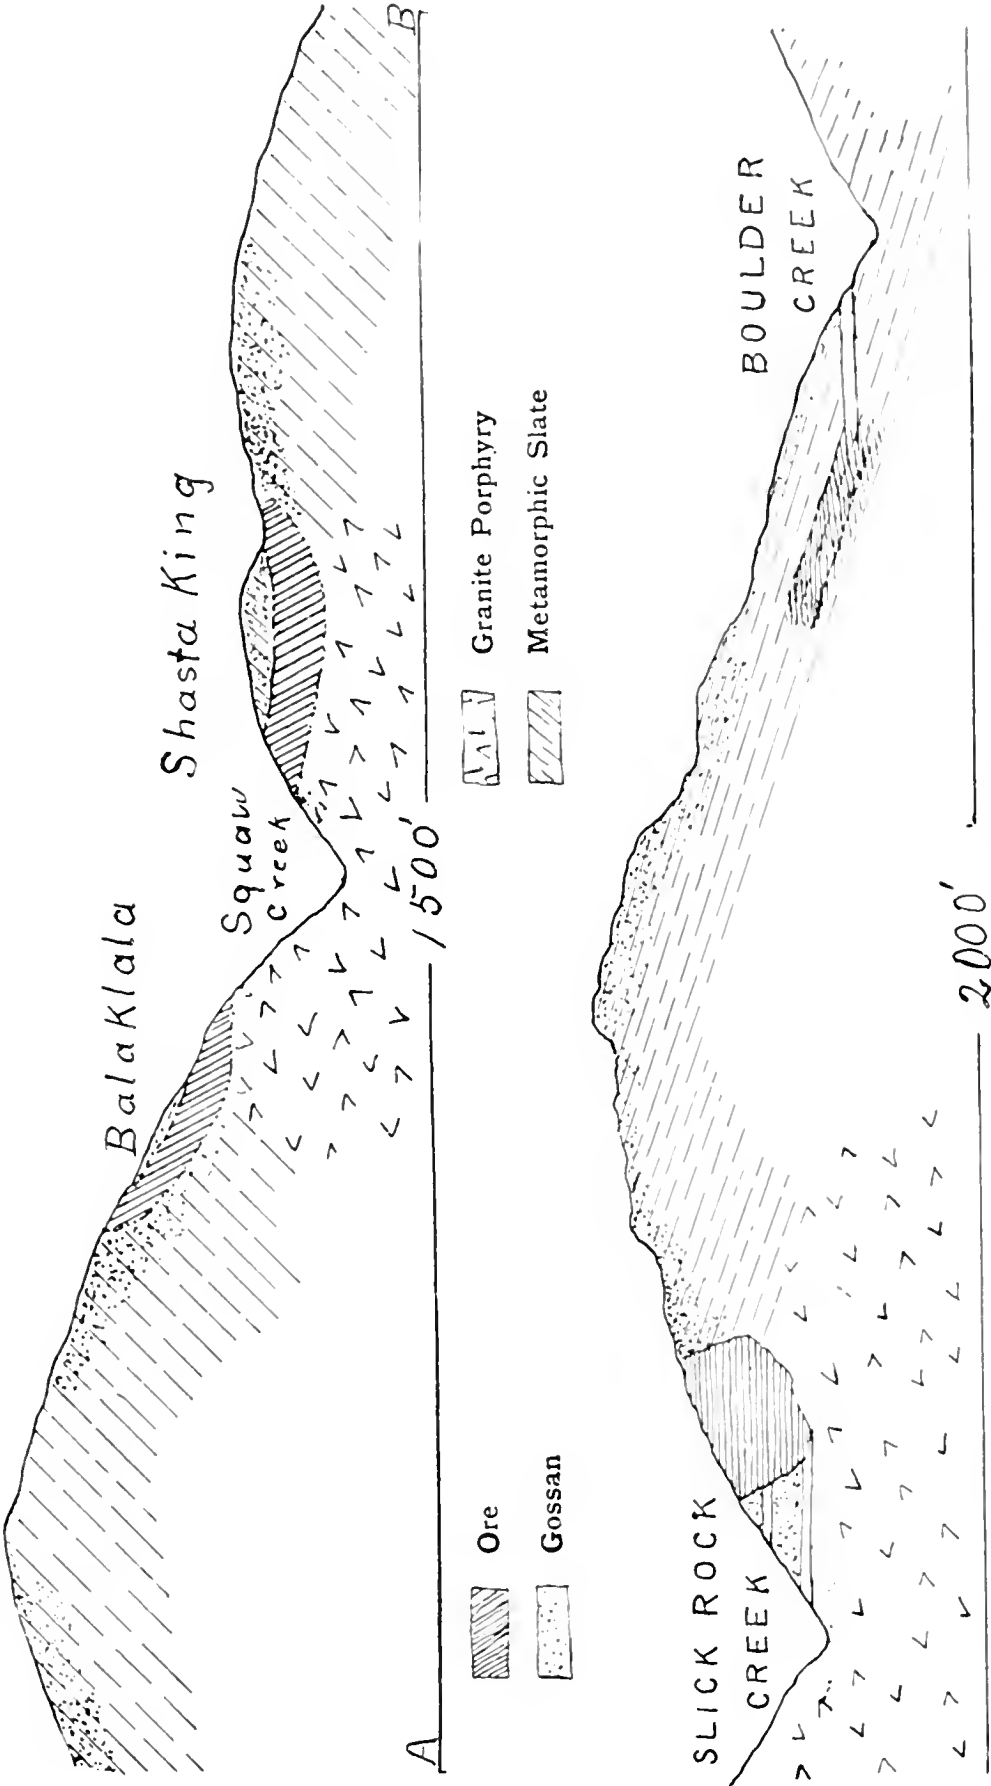 Balaklala
Squaw
Creek
Shasta King
A
1500'
B
Ore
Gossan
Granite Porphyry
Metamorphic Slate
SLICK ROCK
CREEK
BOULDER
CREEK
2000'